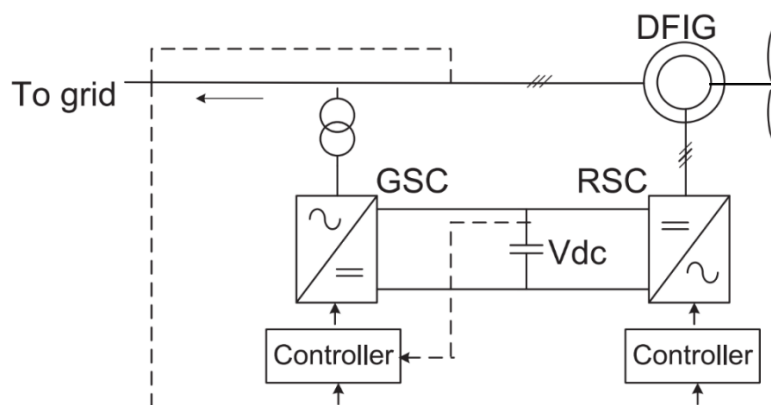 DFIG
To grid
GSC
RSC
Vdc
Controller
Controller